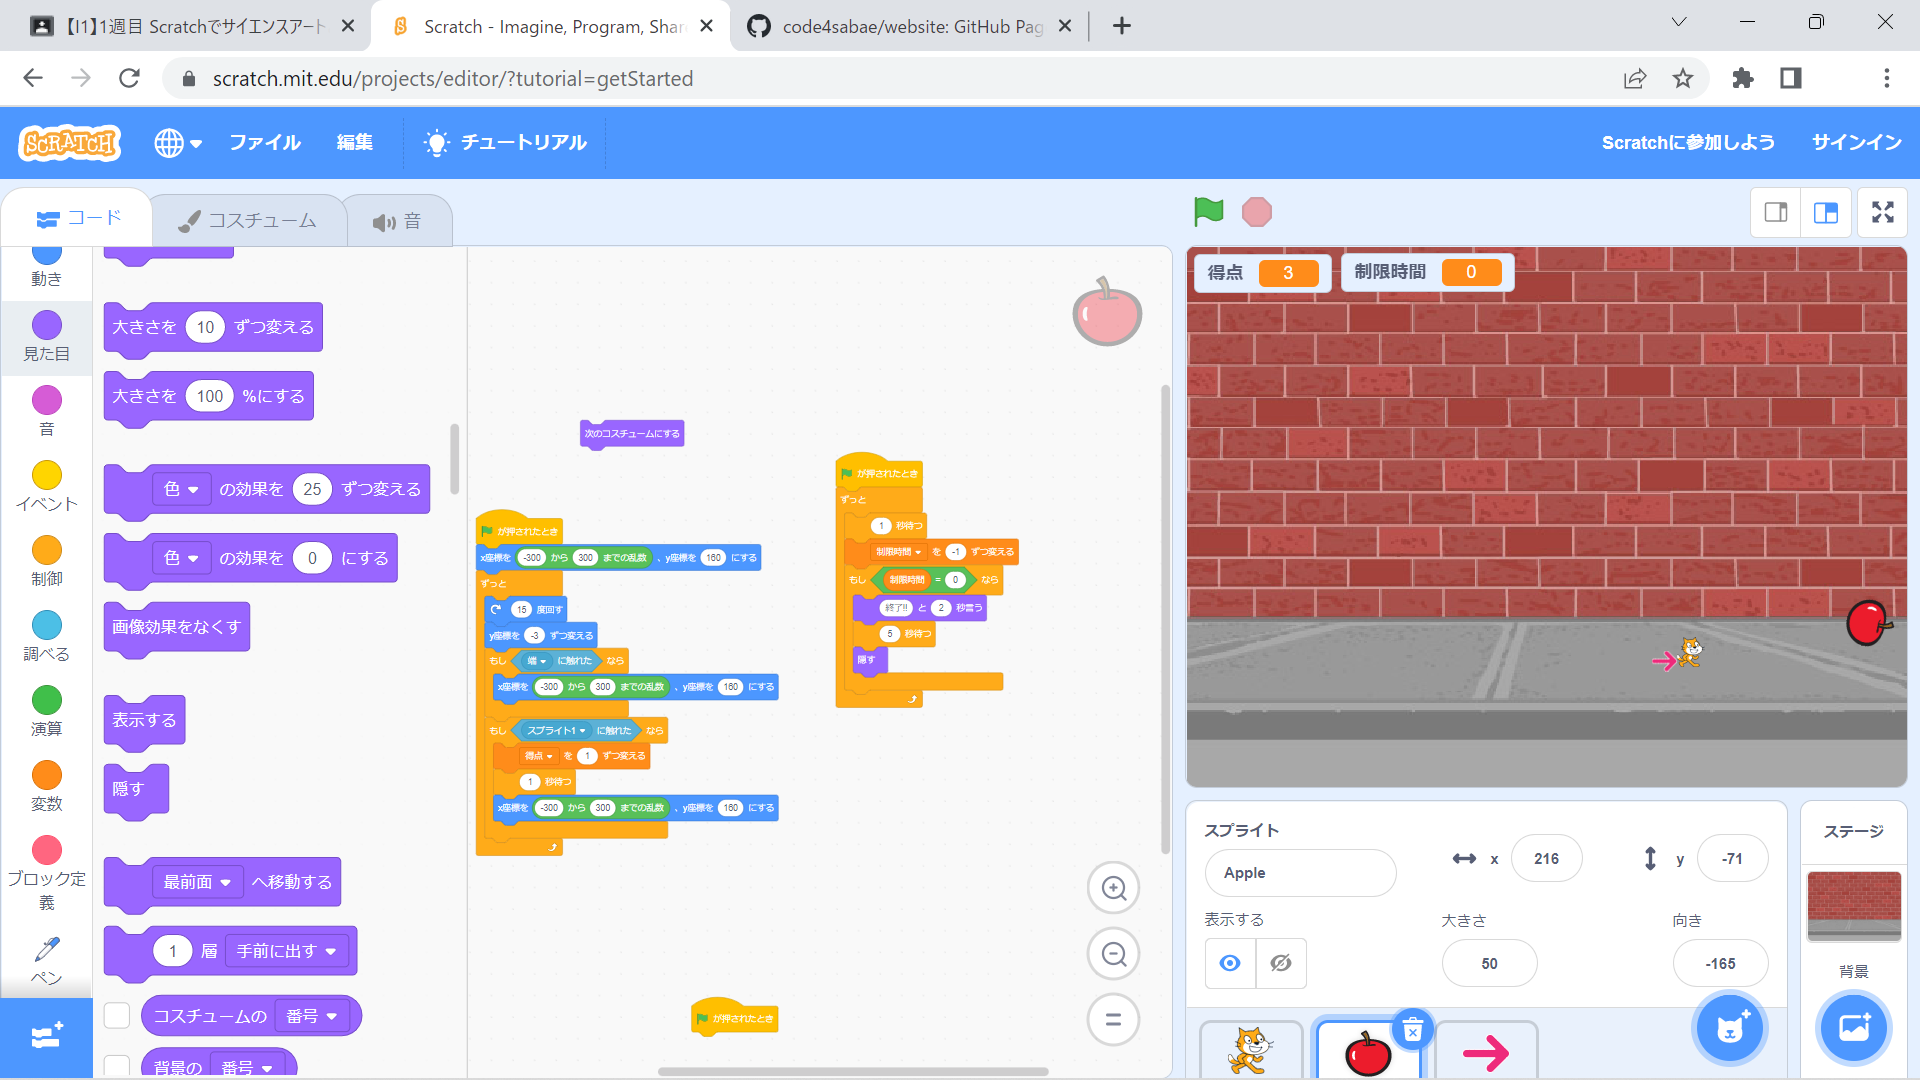 【I1】1週目 Scratchでサイエンスアート
Scratch - Imagine, Program, Shar
code4sabae/website: GitHub Pag
scratch.mit.edu/projects/editor/?tutorial=getStarted
SCRATCH
ファイル
編集
チュートリアル
Scratchに参加しよう
サインイン
コード
コスチューム
音
動き
見た目
音
イベント
制御
調べる
演算
変数
ブロック定
義
ペン
大きさを 10 ずつ変える
大きさを 100 %にする
色 の効果を 25 ずつ変える
色 の効果を 0 にする
画像効果をなくす
表示する
隠す
最前面 へ移動する
1 層 手前に出す
コスチュームの 番号
背景の 番号
次のコスチュームにする
が押されたとき
x座標を -300 から 300 までの乱数 、y座標を 160 にする
ずっと
15 度回す
y座標を -3 ずつ変える
もし 端 に触れた なら
x座標を -300 から 300 までの乱数 、y座標を 160 にする
もし スプライト1 に触れた なら
得点 を 1 ずつ変える
1 秒待つ
x座標を -300 から 300 までの乱数 、y座標を 160 にする
が押されたとき
ずっと
1 秒待つ
制限時間 を -1 ずつ変える
もし 制限時間 = 0 なら
終了!! と 2 秒言う
5 秒待つ
隠す
が押されたとき
得点 3
制限時間 0
スプライト
Apple
x 216
y -71
表示する
大きさ
50
向き
-165
ステージ
背景